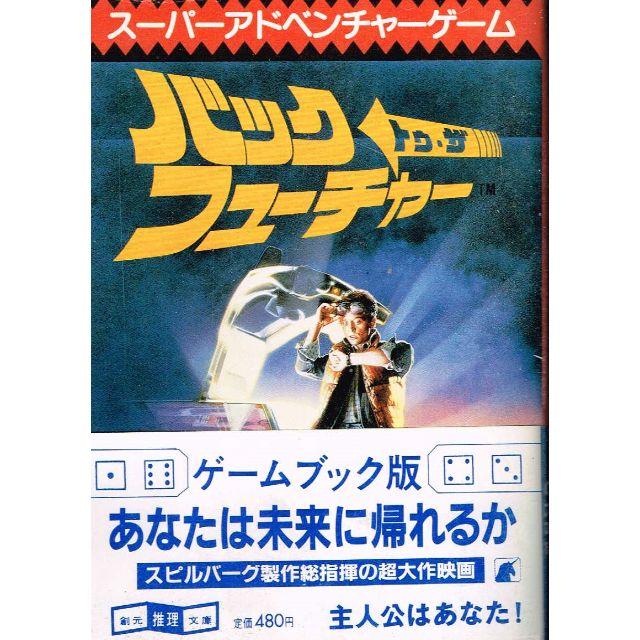 スーパーアドベンチャーゲーム
バック
トゥ・ザ
フューチャー™
ゲームブック版
あなたは未来に帰れるか
スピルバーグ製作総指揮の超大作映画
創元 推理 文庫
定価480円
主人公はあなた!